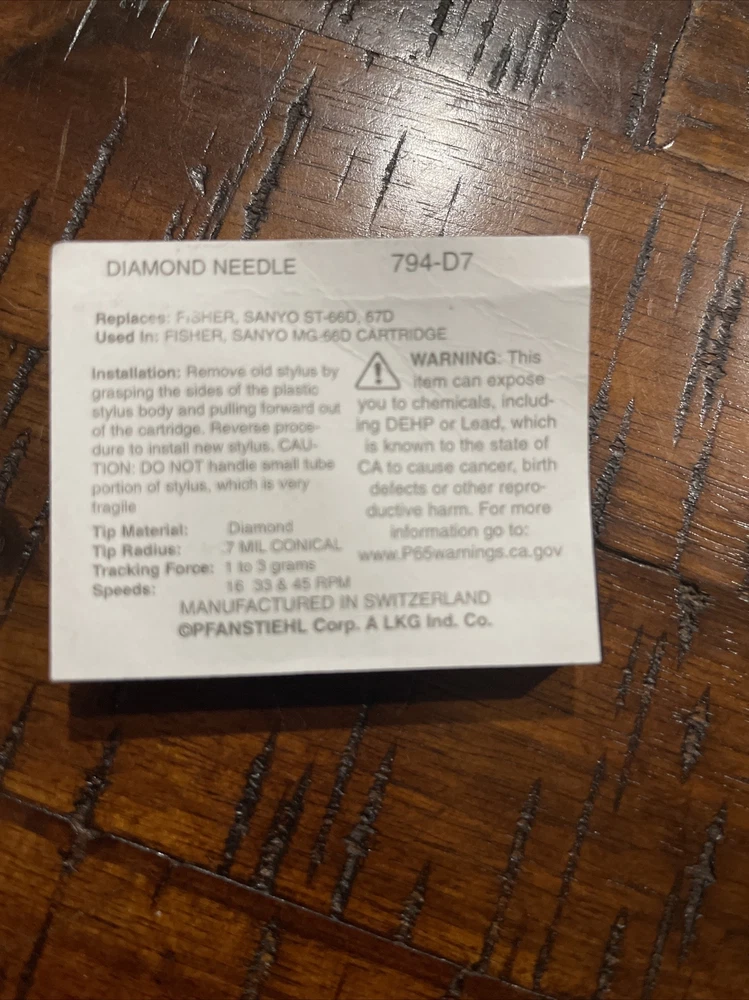 DIAMOND NEEDLE 794-D7
Replaces: FISHER, SANYO ST-66D, 67D
Used In: FISHER, SANYO MG-66D CARTRIDGE
Installation: Remove old stylus by
grasping the sides of the plastic
stylus body and pulling forward out
of the cartridge. Reverse proce-
dure to install new stylus. CAU-
TION: DO NOT handle small tube
portion of stylus, which is very
fragile
WARNING: This
item can expose
you to chemicals, includ-
ing DEHP or Lead, which
is known to the state of
CA to cause cancer, birth
defects or other repro-
ductive harm. For more
information go to:
www.P65warnings.ca.gov
Tip Material: Diamond
Tip Radius: .7 MIL CONICAL
Tracking Force: 1 to 3 grams
Speeds: 16 33 & 45 RPM
MANUFACTURED IN SWITZERLAND
©PFANSTIEHL Corp. A LKG Ind. Co.